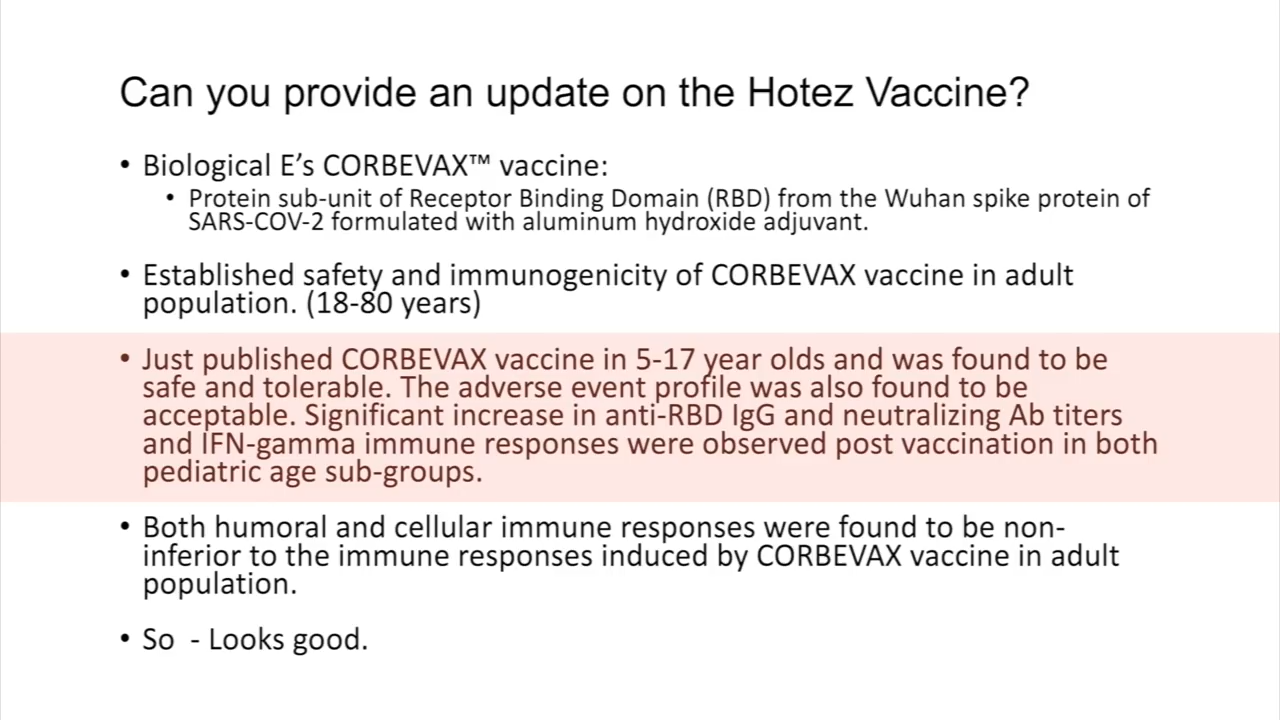 Can you provide an update on the Hotez Vaccine?
• Biological E’s CORBEVAX™ vaccine:
• Protein sub-unit of Receptor Binding Domain (RBD) from the Wuhan spike protein of
SARS-COV-2 formulated with aluminum hydroxide adjuvant.
• Established safety and immunogenicity of CORBEVAX vaccine in adult
population. (18-80 years)
• Just published CORBEVAX vaccine in 5-17 year olds and was found to be
safe and tolerable. The adverse event profile was also found to be
acceptable. Significant increase in anti-RBD IgG and neutralizing Ab titers
and IFN-gamma immune responses were observed post vaccination in both
pediatric age sub-groups.
• Both humoral and cellular immune responses were found to be non-
inferior to the immune responses induced by CORBEVAX vaccine in adult
population.
• So  - Looks good.